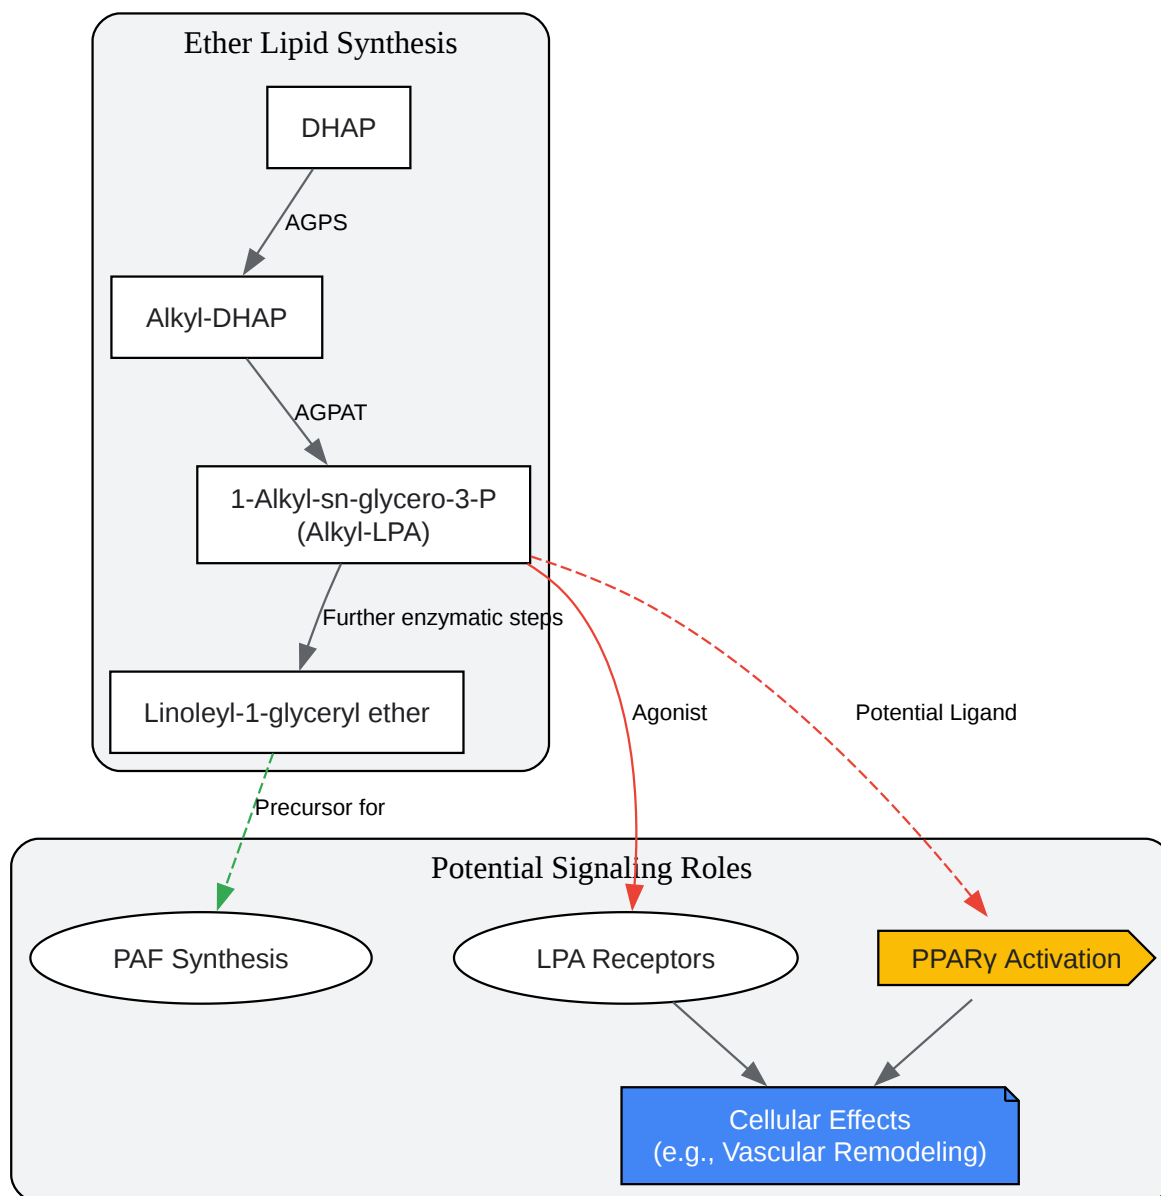 Ether Lipid Synthesis
DHAP
AGPS
Alkyl-DHAP
AGPAT
1-Alkyl-sn-glycero-3-P
(Alkyl-LPA)
Further enzymatic steps
Linoleyl-1-glyceryl ether
Agonist
Potential Ligand
Precursor for
Potential Signaling Roles
PAF Synthesis
LPA Receptors
PPARγ Activation
Cellular Effects
(e.g., Vascular Remodeling)